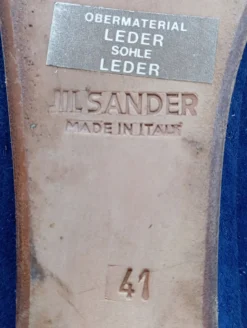 OBERMATERIAL
LEDER
SOHLE
LEDER
JIL SANDER
MADE IN ITALY
41